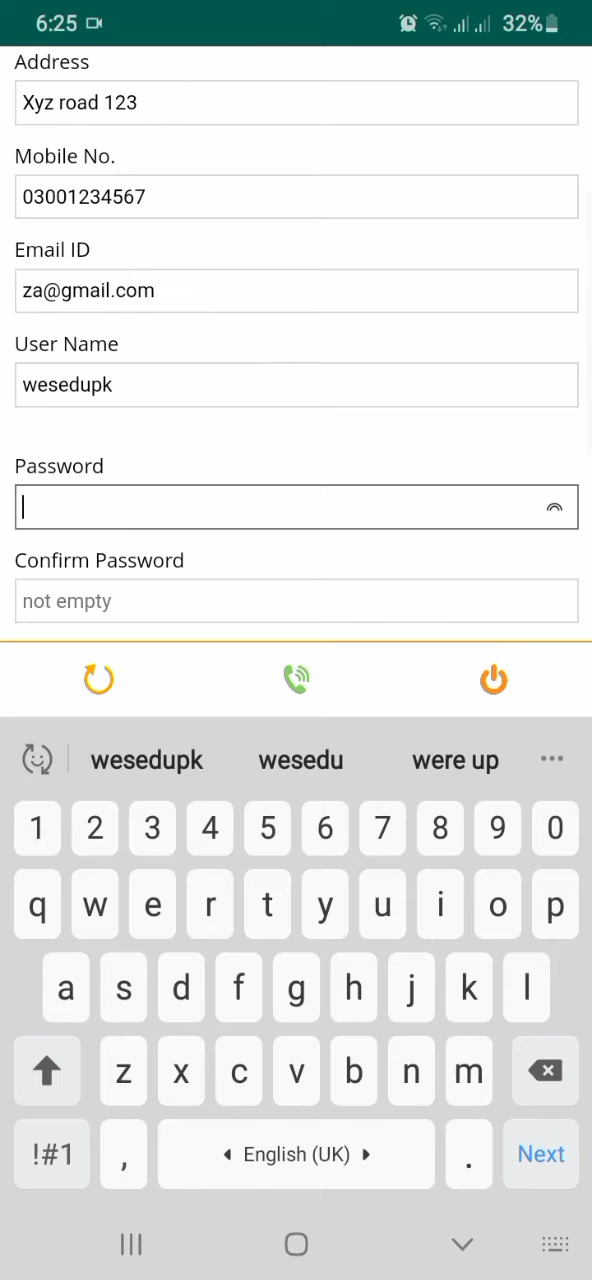 6:25 32%
Address
Xyz road 123
Mobile No.
03001234567
Email ID
za@gmail.com
User Name
wesedupk
Password
Confirm Password
not empty
wesedupk wesedu were up
1 2 3 4 5 6 7 8 9 0
q w e r t y u i o p
a s d f g h j k l
z x c v b n m
!#1 , English (UK) . Next